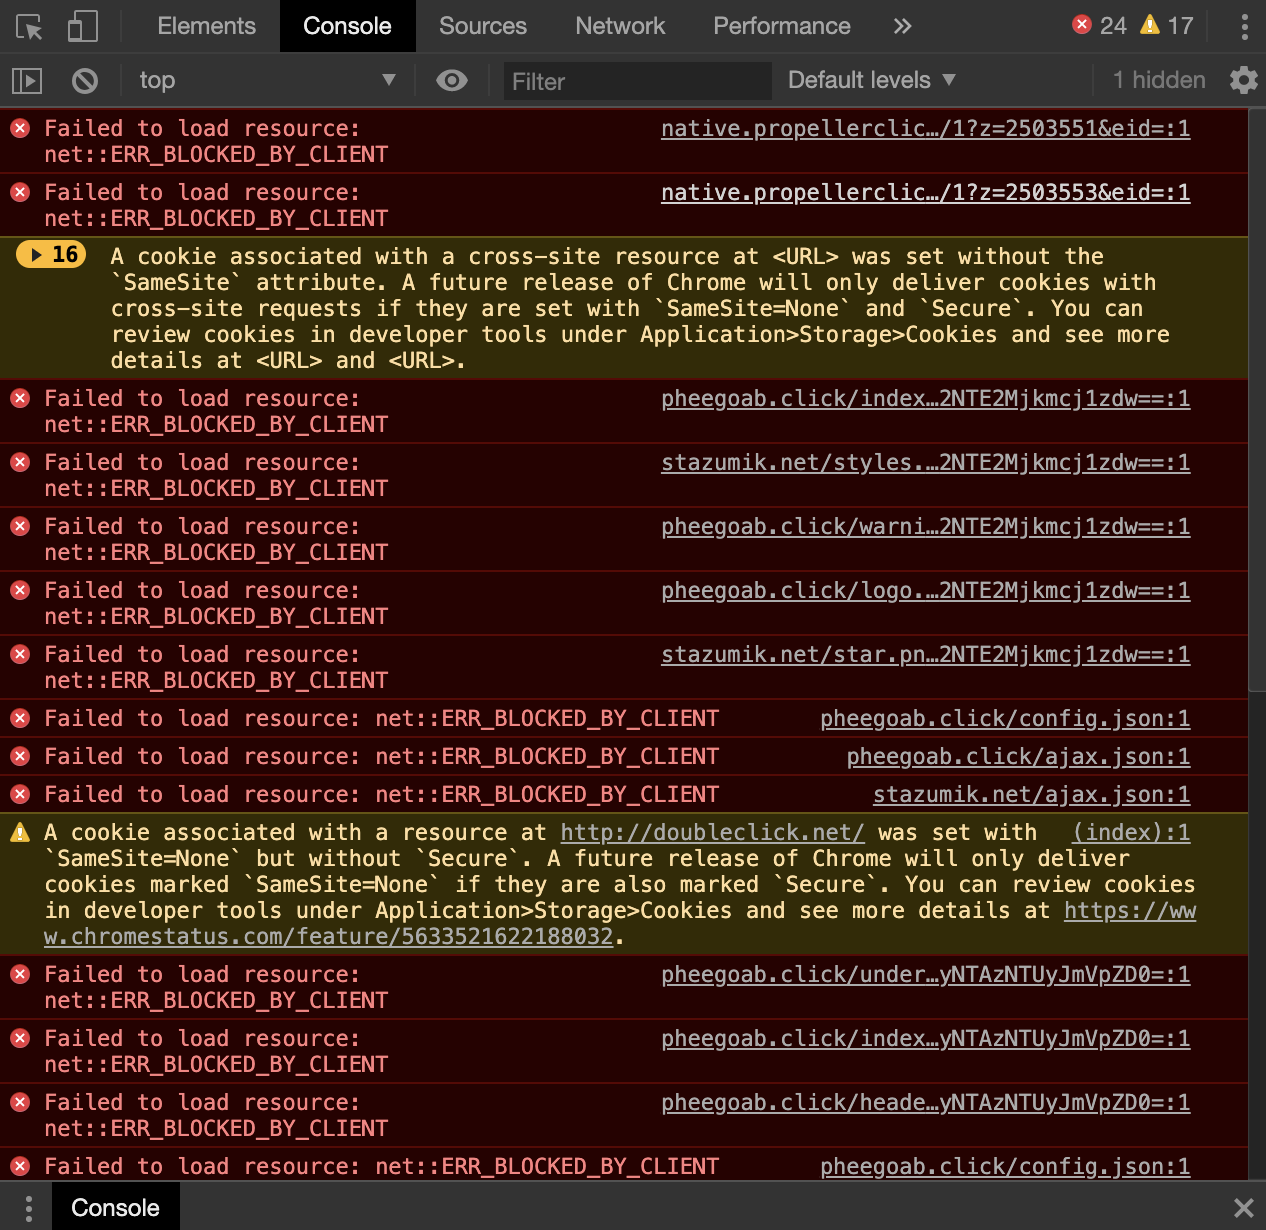 Elements Console Sources Network Performance » 24 17
top Filter Default levels 1 hidden
Failed to load resource: native.propellerclic…/1?z=2503551&eid=:1
net::ERR_BLOCKED_BY_CLIENT
Failed to load resource: native.propellerclic…/1?z=2503553&eid=:1
net::ERR_BLOCKED_BY_CLIENT
16 A cookie associated with a cross-site resource at <URL> was set without the
`SameSite` attribute. A future release of Chrome will only deliver cookies with
cross-site requests if they are set with `SameSite=None` and `Secure`. You can
review cookies in developer tools under Application>Storage>Cookies and see more
details at <URL> and <URL>.
Failed to load resource: pheegoab.click/index…2NTE2Mjkmcj1zdw==:1
net::ERR_BLOCKED_BY_CLIENT
Failed to load resource: stazumik.net/styles.…2NTE2Mjkmcj1zdw==:1
net::ERR_BLOCKED_BY_CLIENT
Failed to load resource: pheegoab.click/warni…2NTE2Mjkmcj1zdw==:1
net::ERR_BLOCKED_BY_CLIENT
Failed to load resource: pheegoab.click/logo.…2NTE2Mjkmcj1zdw==:1
net::ERR_BLOCKED_BY_CLIENT
Failed to load resource: stazumik.net/star.pn…2NTE2Mjkmcj1zdw==:1
net::ERR_BLOCKED_BY_CLIENT
Failed to load resource: net::ERR_BLOCKED_BY_CLIENT pheegoab.click/config.json:1
Failed to load resource: net::ERR_BLOCKED_BY_CLIENT pheegoab.click/ajax.json:1
Failed to load resource: net::ERR_BLOCKED_BY_CLIENT stazumik.net/ajax.json:1
A cookie associated with a resource at http://doubleclick.net/ was set with (index):1
`SameSite=None` but without `Secure`. A future release of Chrome will only deliver
cookies marked `SameSite=None` if they are also marked `Secure`. You can review cookies
in developer tools under Application>Storage>Cookies and see more details at https://ww
w.chromestatus.com/feature/5633521622188032.
Failed to load resource: pheegoab.click/under…yNTAzNTUyJmVpZD0=:1
net::ERR_BLOCKED_BY_CLIENT
Failed to load resource: pheegoab.click/index…yNTAzNTUyJmVpZD0=:1
net::ERR_BLOCKED_BY_CLIENT
Failed to load resource: pheegoab.click/heade…yNTAzNTUyJmVpZD0=:1
net::ERR_BLOCKED_BY_CLIENT
Failed to load resource: net::ERR_BLOCKED_BY_CLIENT pheegoab.click/config.json:1
Console